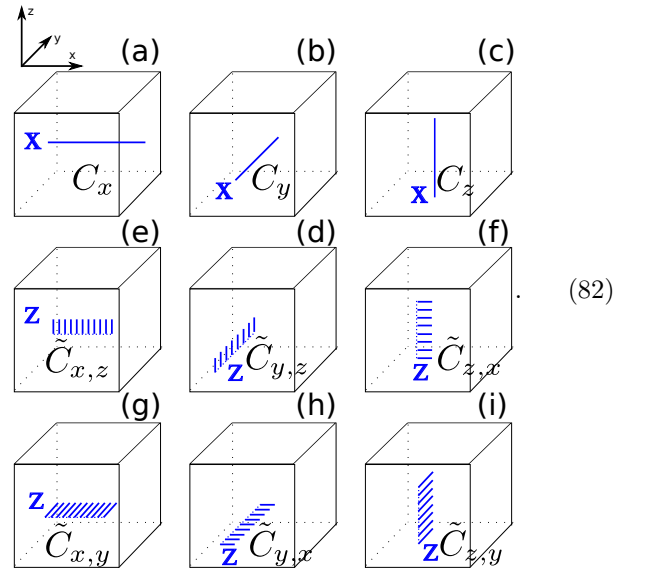 z
y
x
(a) (b) (c)
X C_x X C_y X C_z
(e) (d) (f)
Z C̃_{x,z} Z C̃_{y,z} Z C̃_{z,x} . (82)
(g) (h) (i)
Z C̃_{x,y} Z C̃_{y,x} Z C̃_{z,y}